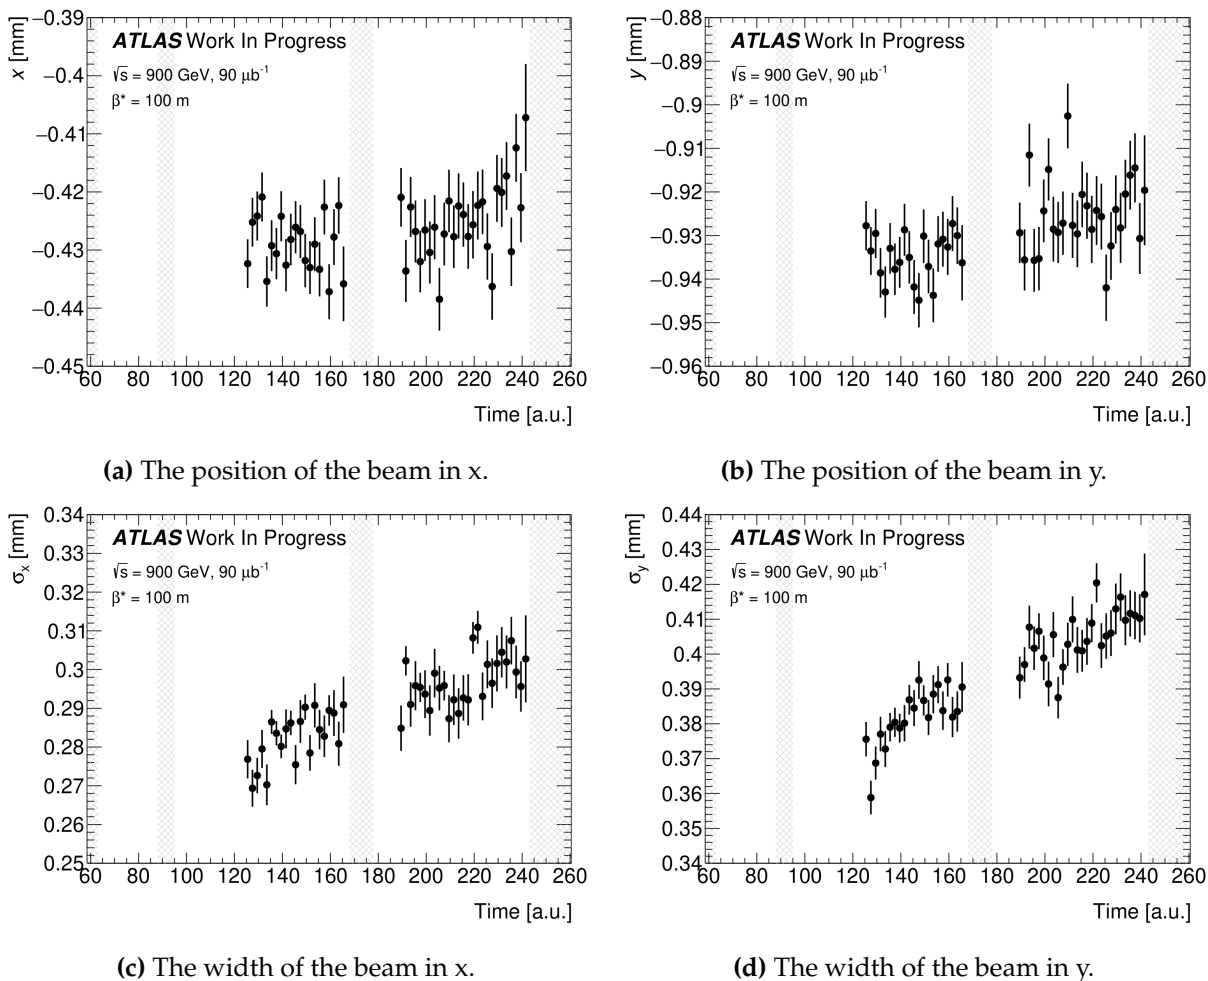 −0.39
−0.4
−0.41
−0.42
−0.43
−0.44
−0.45
x [mm]
ATLAS Work In Progress
√s = 900 GeV, 90 μb⁻¹
β* = 100 m
60 80 100 120 140 160 180 200 220 240 260
Time [a.u.]
−0.88
−0.89
−0.9
−0.91
−0.92
−0.93
−0.94
−0.95
−0.96
y [mm]
ATLAS Work In Progress
√s = 900 GeV, 90 μb⁻¹
β* = 100 m
60 80 100 120 140 160 180 200 220 240 260
Time [a.u.]
(a) The position of the beam in x.
(b) The position of the beam in y.
0.34
0.33
0.32
0.31
0.3
0.29
0.28
0.27
0.26
0.25
σx [mm]
ATLAS Work In Progress
√s = 900 GeV, 90 μb⁻¹
β* = 100 m
60 80 100 120 140 160 180 200 220 240 260
Time [a.u.]
0.44
0.43
0.42
0.41
0.4
0.39
0.38
0.37
0.36
0.35
0.34
σy [mm]
ATLAS Work In Progress
√s = 900 GeV, 90 μb⁻¹
β* = 100 m
60 80 100 120 140 160 180 200 220 240 260
Time [a.u.]
(c) The width of the beam in x.
(d) The width of the beam in y.